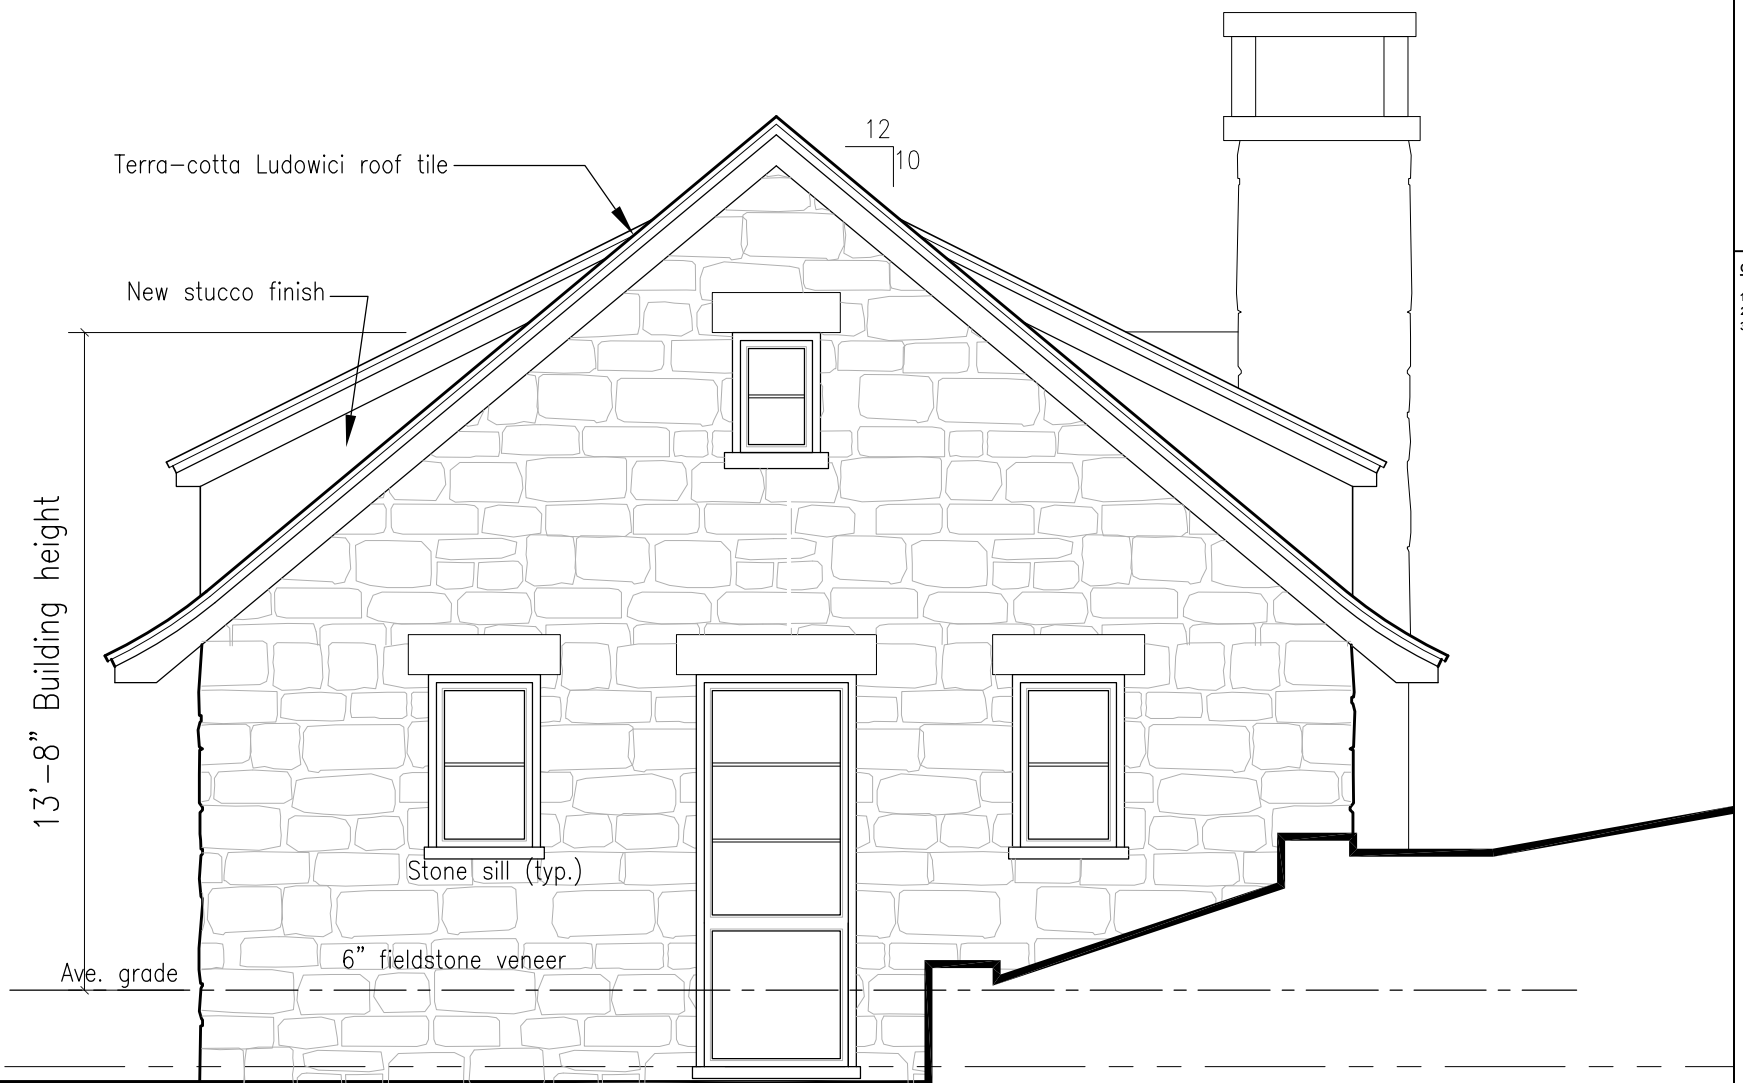 12
10
Terra-cotta Ludowici roof tile
New stucco finish
13'-8" Building height
Stone sill (typ.)
6" fieldstone veneer
Ave. grade